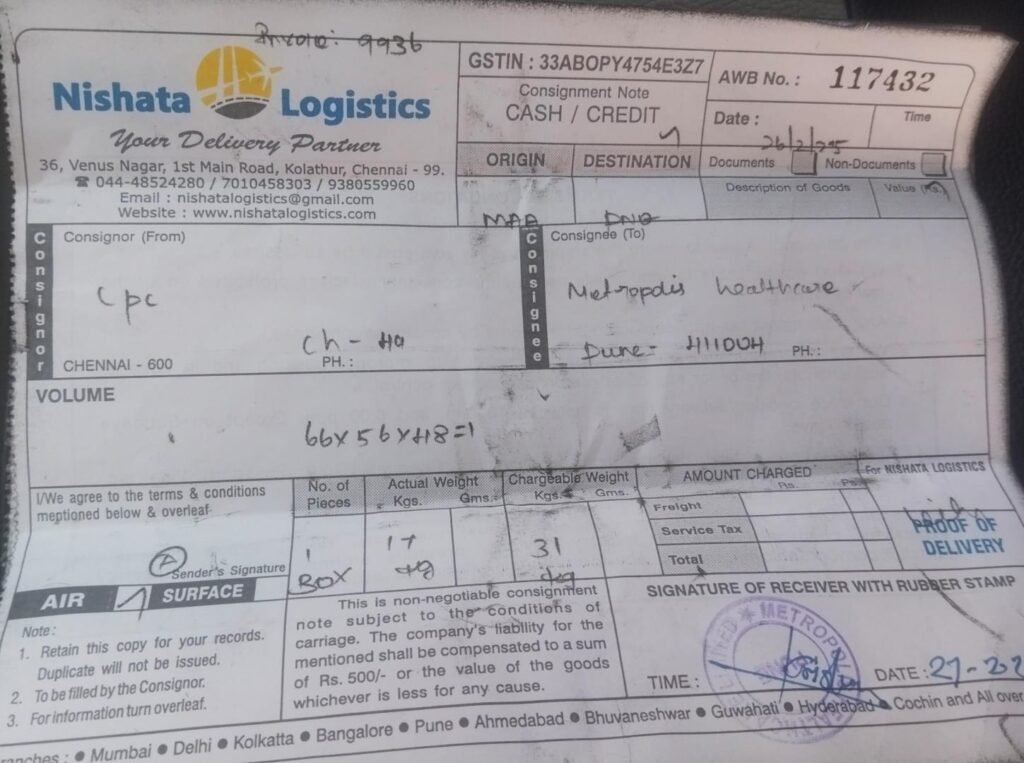 9936
Nishata Logistics
Your Delivery Partner
36, Venus Nagar, 1st Main Road, Kolathur, Chennai - 99.
☎ 044-48524280 / 7010458303 / 9380559960
Email : nishatalogistics@gmail.com
Website : www.nishatalogistics.com
GSTIN : 33ABOPY4754E3Z7
Consignment Note
CASH / CREDIT
AWB No. : 117432
Date : 26/2/25
Time
ORIGIN
DESTINATION
Documents
Non-Documents
MAA
PNQ
Description of Goods
Value (Rs.)
Consignor
Consignor (From)
Cpc
Ch - 49
CHENNAI - 600
PH. :
Consignee
Consignee (To)
Metropolis healthcare
Pune - 411004
PH. :
VOLUME
66x56x48=1
I/We agree to the terms & conditions
metioned below & overleaf
Sender's Signature
No. of Pieces
Actual Weight
Kgs. Gms.
Chargeable Weight
Kgs. Gms.
1 BOX
17 kg
31 kg
AMOUNT CHARGED
Rs. Ps.
Freight
Service Tax
Total
For NISHATA LOGISTICS
PROOF OF
DELIVERY
AIR
SURFACE
Note :
1. Retain this copy for your records.
Duplicate will not be issued.
2. To be filled by the Consignor.
3. For information turn overleaf.
This is non-negotiable consignment
note subject to the conditions of
carriage. The company's liability for the
mentioned shall be compensated to a sum
of Rs. 500/- or the value of the goods
whichever is less for any cause.
SIGNATURE OF RECEIVER WITH RUBBER STAMP
METROPOLI
TIME :
DATE : 27-2-2
anches : ● Mumbai ● Delhi ● Kolkatta ● Bangalore ● Pune ● Ahmedabad ● Bhuvaneshwar ● Guwahati ● Hyderabad ● Cochin and All over